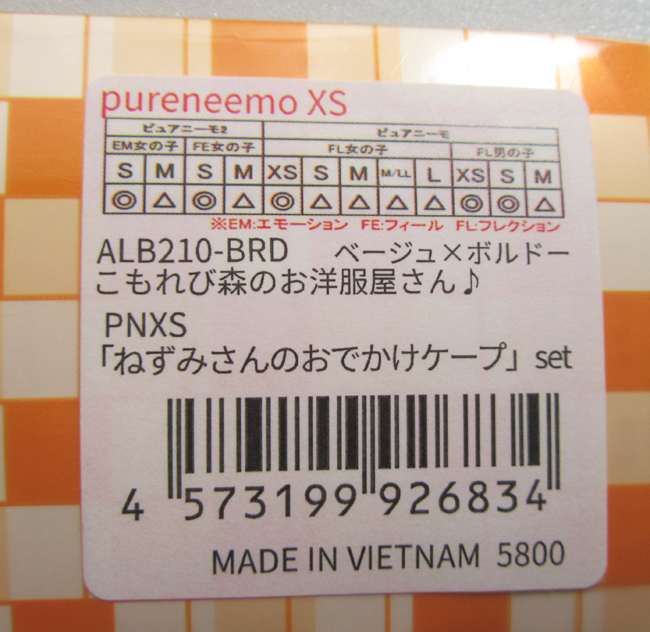 pureneemo XS
ピュアニーモ2 ピュアニーモ
EM女の子 FE女の子 FL女の子 FL男の子
S M S M XS S M M/LL L XS S M
◎ △ ◎ △ ◎ △ △ △ △ ◎ ◎ △
※EM:エモーション FE:フィール FL:フレクション
ALB210-BRD ベージュ×ボルドー
こもれび森のお洋服屋さん♪
PNXS
「ねずみさんのおでかけケープ」set
4 573199 926834
MADE IN VIETNAM 5800